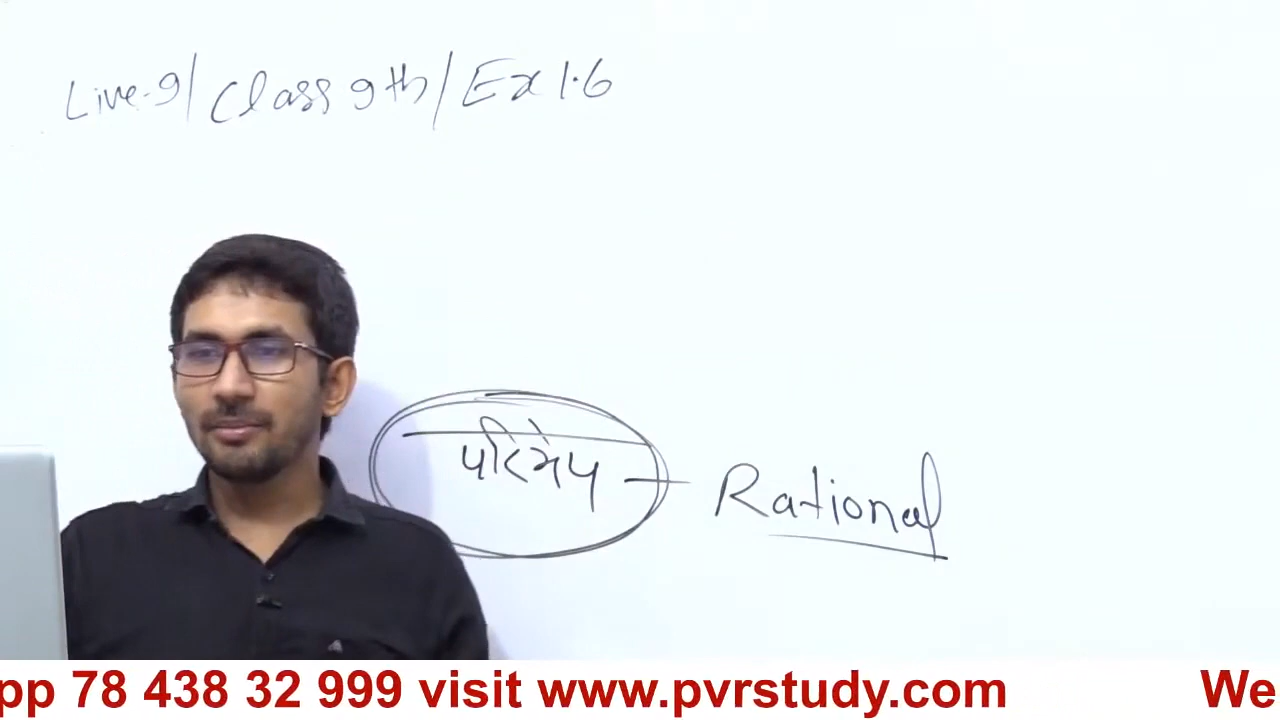 Live-9/ Class 9th/ Ex 1.6
परिमेय — Rational
pp 78 438 32 999 visit www.pvrstudy.com We